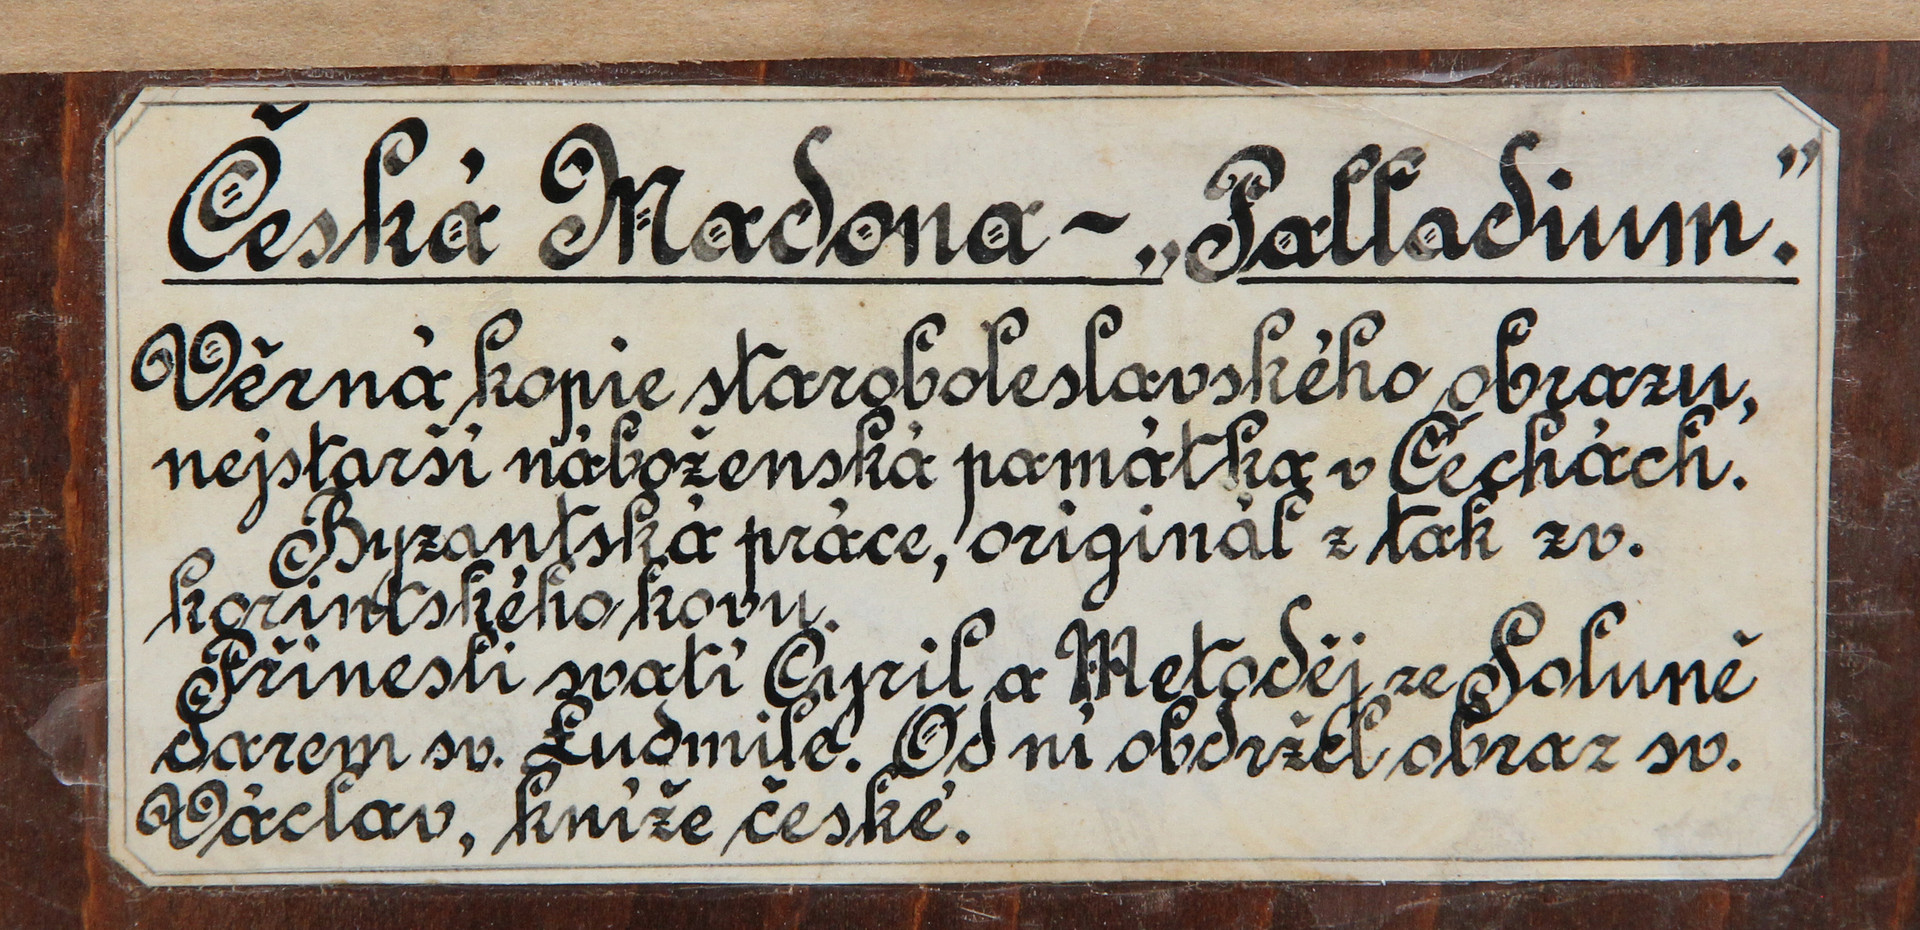 Česká Madona - „Palladium.”
Věrná kopie staroboleslavského obrazu,
nejstarší náboženská památka v Čechách.
Byzantská práce, originál z tak zv.
korintského kovu.
Přinesli svatí Cyril a Metoděj ze Soluně
darem sv. Ludmile. Od ní obdržel obraz sv.
Václav, kníže české.